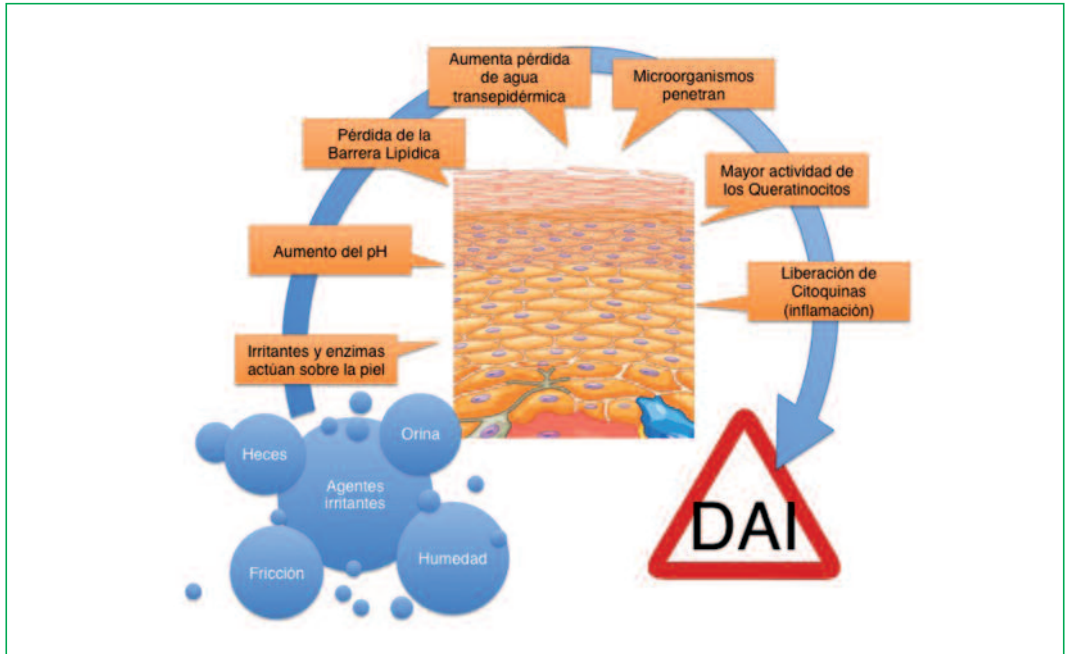 Aumenta pérdida
de agua
transepidérmica
Microorganismos
penetran
Pérdida de la
Barrera Lipídica
Mayor actividad de
los Queratinocitos
Aumento del pH
Liberación de
Citoquinas
(inflamación)
Irritantes y enzimas
actúan sobre la piel
Heces
Orina
Agentes
irritantes
Fricción
Humedad
DAI